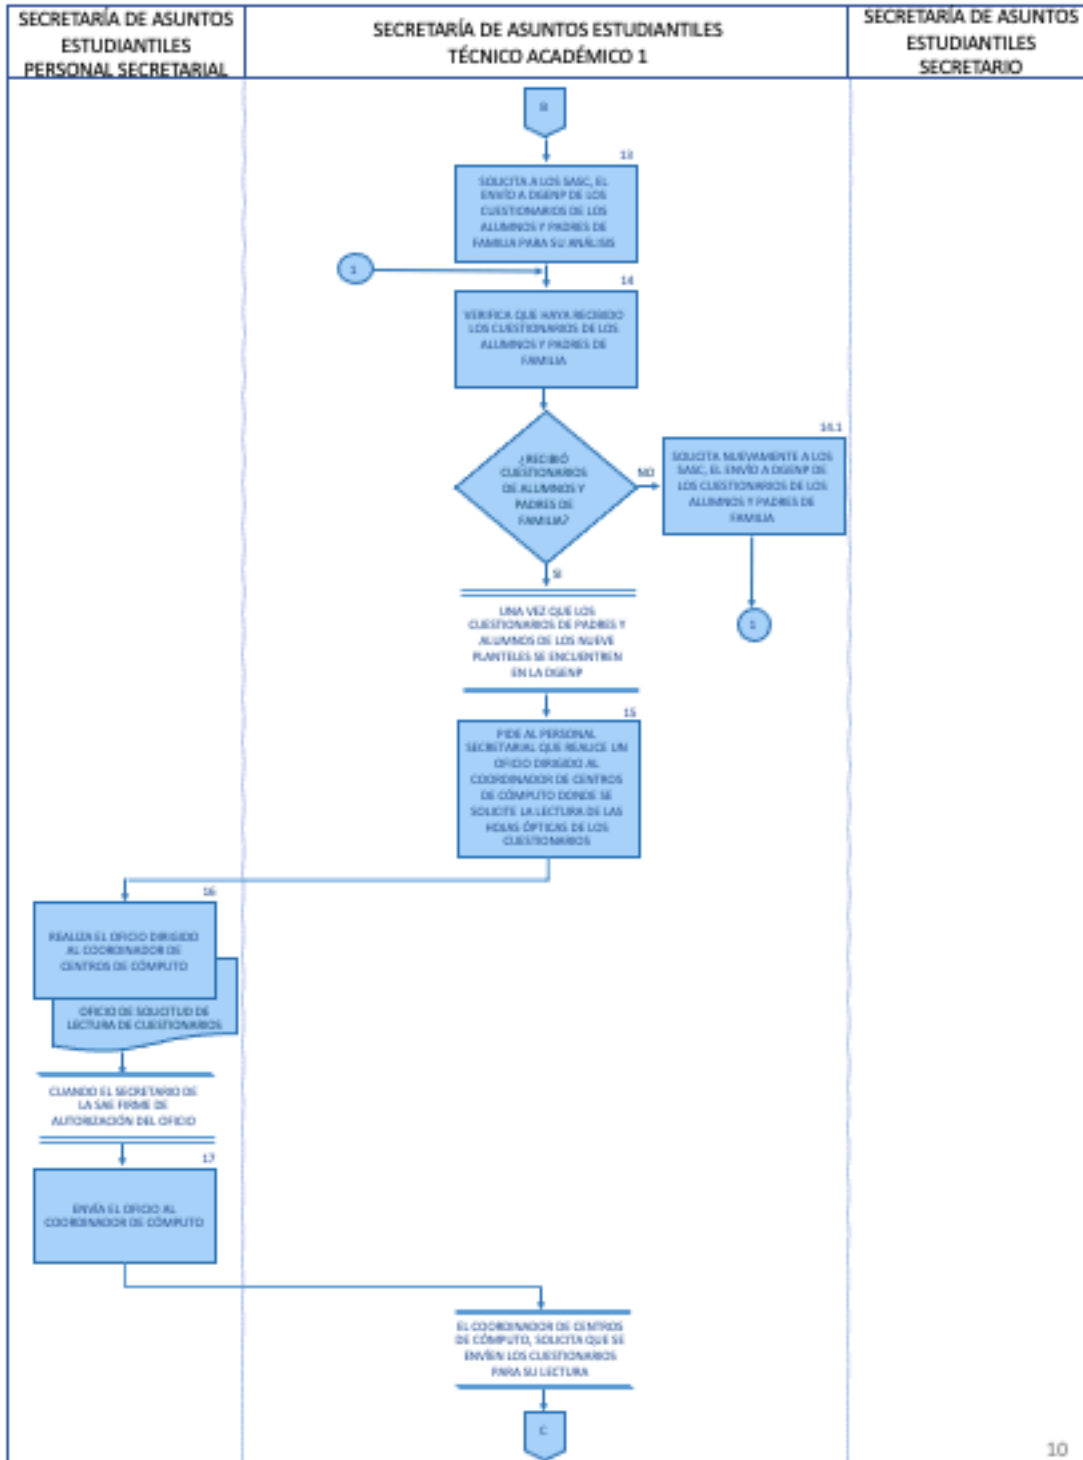 SECRETARÍA DE ASUNTOS
ESTUDIANTILES
PERSONAL SECRETARIAL
SECRETARÍA DE ASUNTOS ESTUDIANTILES
TÉCNICO ACADÉMICO 1
SECRETARÍA DE ASUNTOS
ESTUDIANTILES
SECRETARIO
B
13
SOLICITA A LOS SASC, EL
ENVÍO A DGENP DE LOS
CUESTIONARIOS DE LOS
ALUMNOS Y PADRES DE
FAMILIA PARA SU ANÁLISIS
1
14
VERIFICA QUE HAYA RECIBIDO
LOS CUESTIONARIOS DE LOS
ALUMNOS Y PADRES DE
FAMILIA
¿RECIBIÓ
CUESTIONARIOS
DE ALUMNOS Y
PADRES DE
FAMILIA?
NO
14.1
SOLICITA NUEVAMENTE A LOS
SASC, EL ENVÍO A DGENP DE
LOS CUESTIONARIOS DE LOS
ALUMNOS Y PADRES DE
FAMILIA
1
SI
UNA VEZ QUE LOS
CUESTIONARIOS DE PADRES Y
ALUMNOS DE LOS NUEVE
PLANTELES SE ENCUENTREN
EN LA DGENP
15
PIDE AL PERSONAL
SECRETARIAL QUE REALICE UN
OFICIO DIRIGIDO AL
COORDINADOR DE CENTROS
DE CÓMPUTO DONDE SE
SOLICITE LA LECTURA DE LAS
HOJAS ÓPTICAS DE LOS
CUESTIONARIOS
16
REALIZA EL OFICIO DIRIGIDO
AL COORDINADOR DE
CENTROS DE CÓMPUTO
OFICIO DE SOLICITUD DE
LECTURA DE CUESTIONARIOS
CUANDO EL SECRETARIO DE
LA SAE FIRME DE
AUTORIZACIÓN DEL OFICIO
17
ENVÍA EL OFICIO AL
COORDINADOR DE CÓMPUTO
EL COORDINADOR DE CENTROS
DE CÓMPUTO, SOLICITA QUE SE
ENVÍEN LOS CUESTIONARIOS
PARA SU LECTURA
C
10